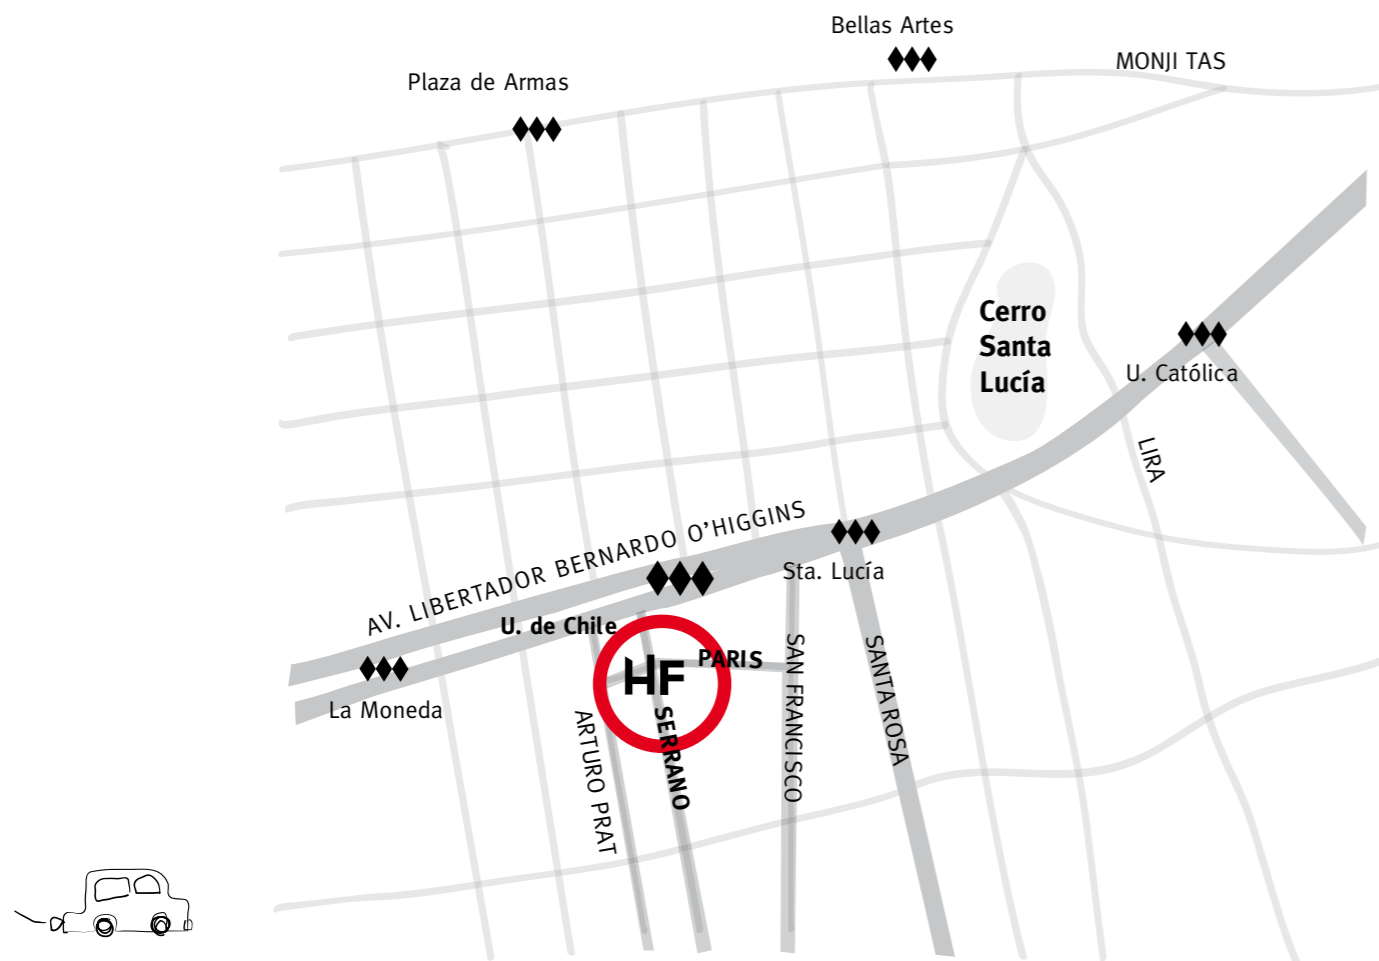 Bellas Artes
MONJI TAS
Plaza de Armas
Cerro
Santa
Lucía
U. Católica
LIRA
AV. LIBERTADOR BERNARDO O’HIGGINS
Sta. Lucía
U. de Chile
PARIS
HF
La Moneda
SERRANO
ARTURO PRAT
SAN FRANCISCO
SANTA ROSA